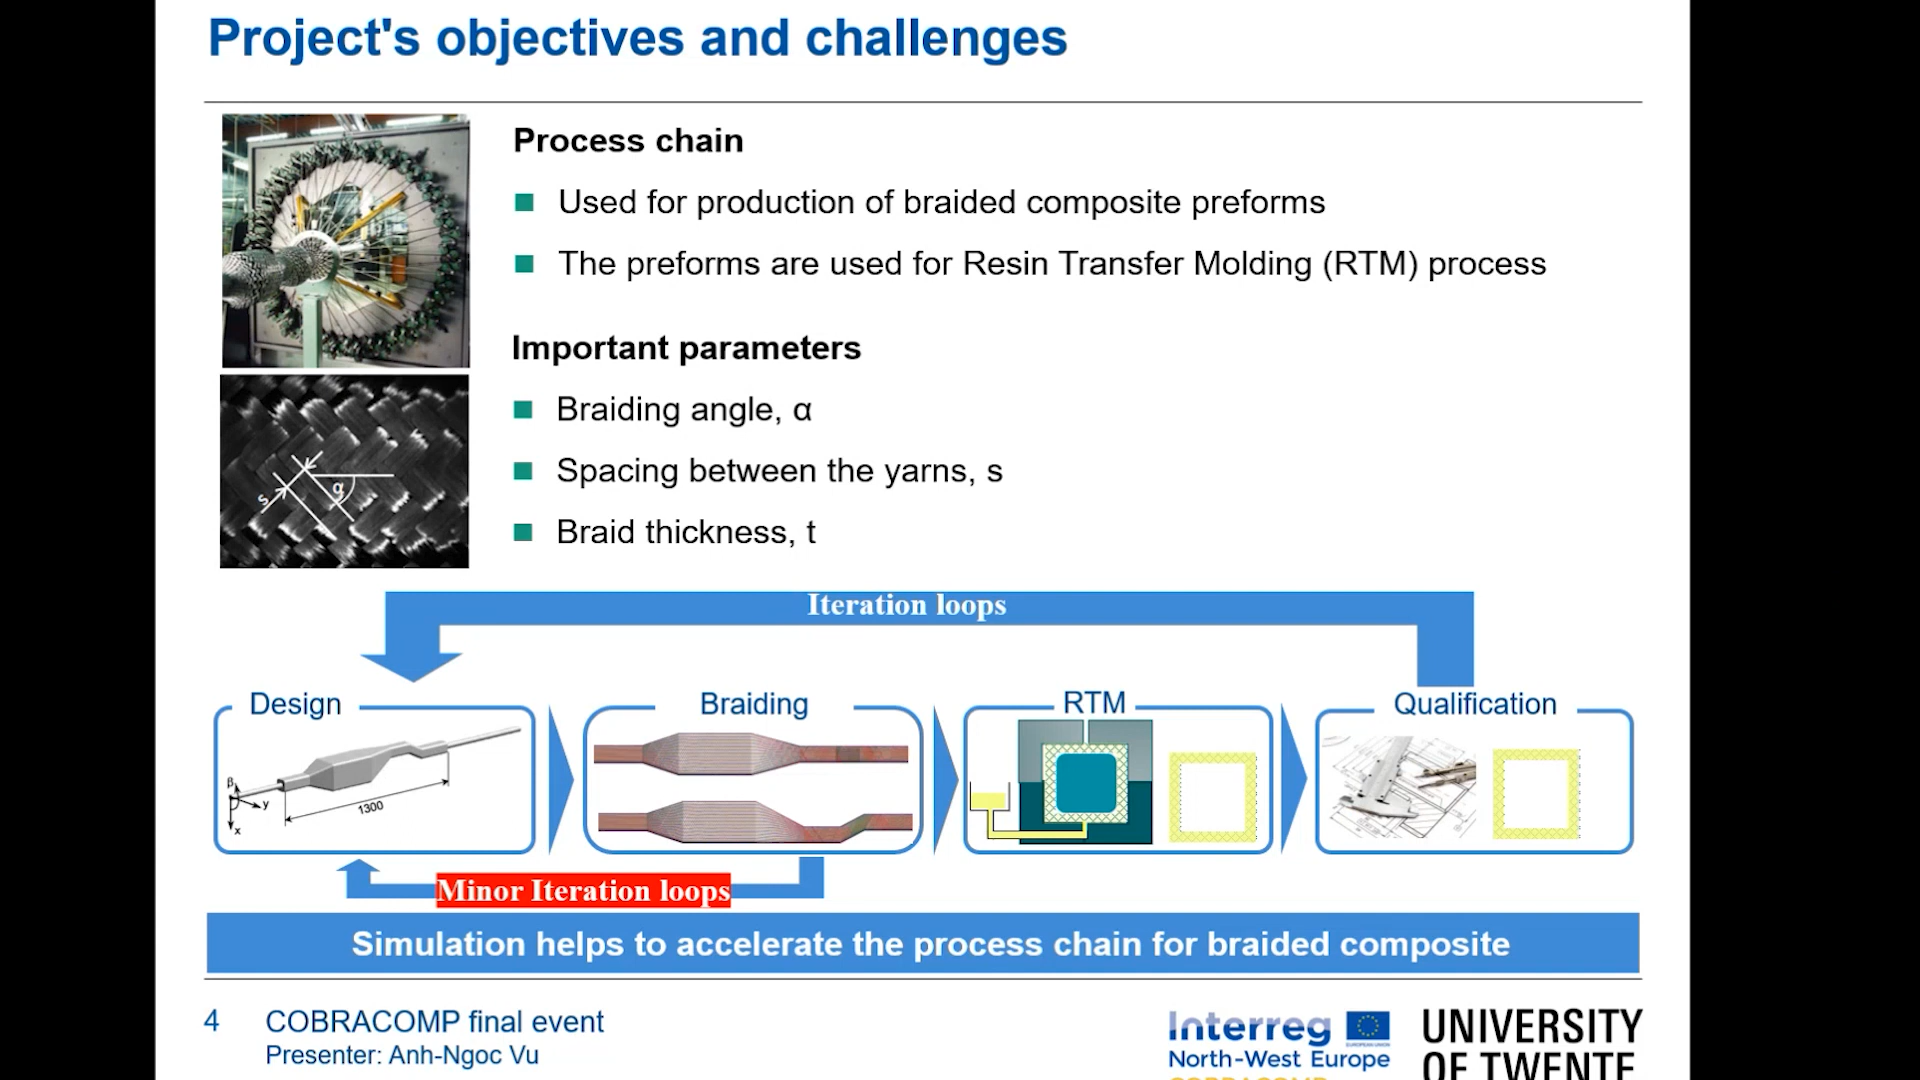 Project's objectives and challenges
Process chain
Used for production of braided composite preforms
The preforms are used for Resin Transfer Molding (RTM) process
Important parameters
Braiding angle, α
Spacing between the yarns, s
Braid thickness, t
s
α
Iteration loops
Design
Braiding
RTM
Qualification
β
y
x
1300
Minor Iteration loops
Simulation helps to accelerate the process chain for braided composite
4
COBRACOMP final event
Presenter: Anh-Ngoc Vu
Interreg
EUROPEAN UNION
North-West Europe
COBRACOMP
UNIVERSITY
OF TWENTE